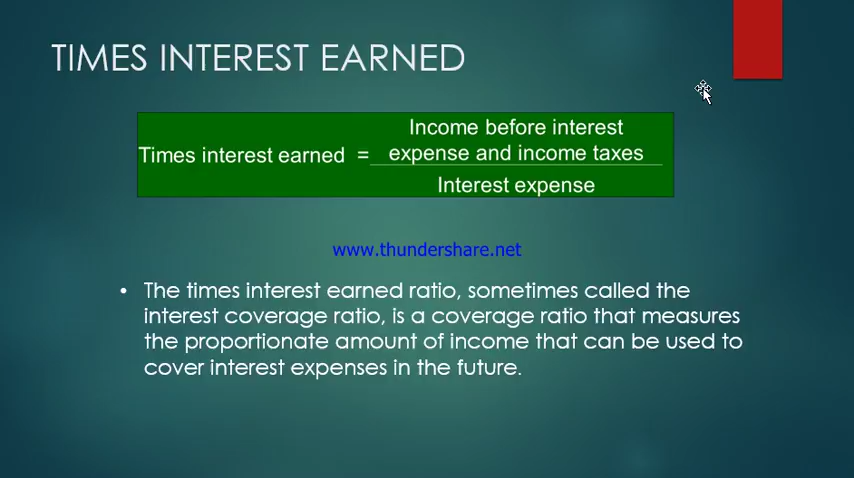 TIMES INTEREST EARNED
Income before interest
Times interest earned = expense and income taxes
Interest expense
www.thundershare.net
• The times interest earned ratio, sometimes called the
interest coverage ratio, is a coverage ratio that measures
the proportionate amount of income that can be used to
cover interest expenses in the future.